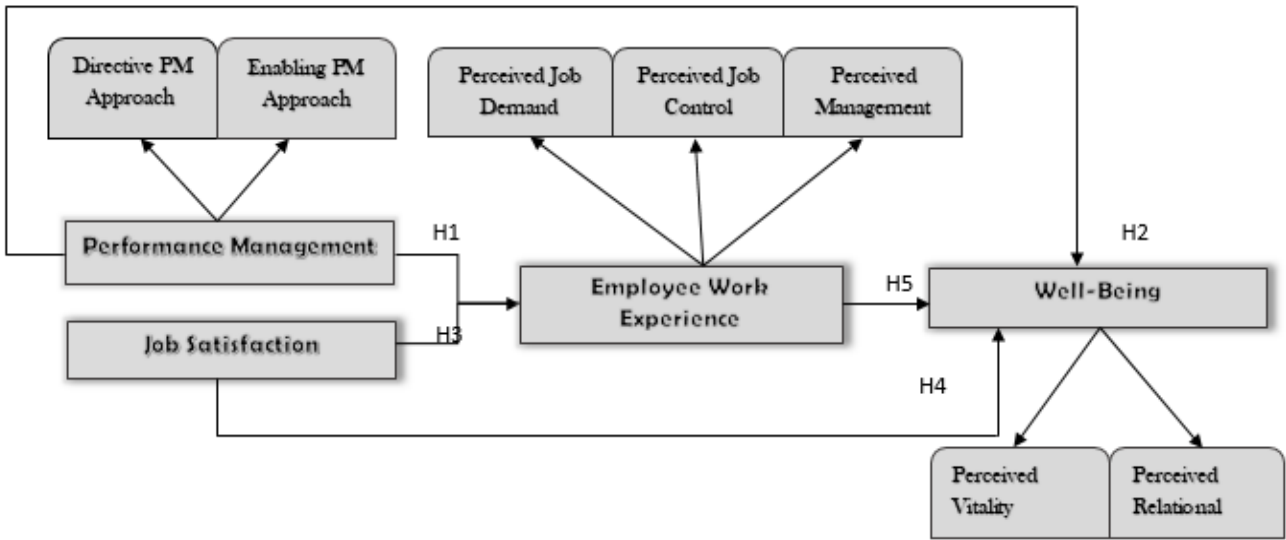 Directive PM
Approach
Enabling PM
Approach
Perceived Job
Demand
Perceived Job
Control
Perceived
Management
Performance Management
H1
H2
Employee Work
Experience
H5
Well-Being
H3
Job Satisfaction
H4
Perceived
Vitality
Perceived
Relational